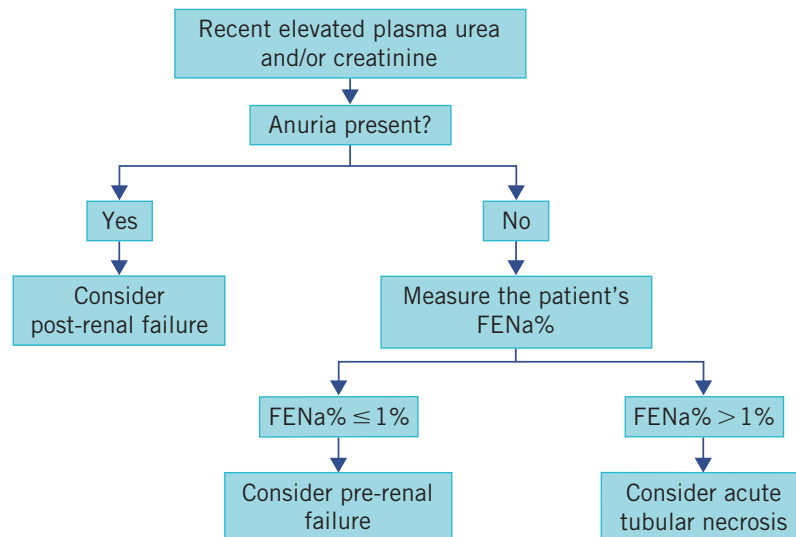 Recent elevated plasma urea
and/or creatinine
Anuria present?
Yes
No
Consider
post-renal failure
Measure the patient's
FENa%
FENa% ≤ 1%
FENa% > 1%
Consider pre-renal
failure
Consider acute
tubular necrosis